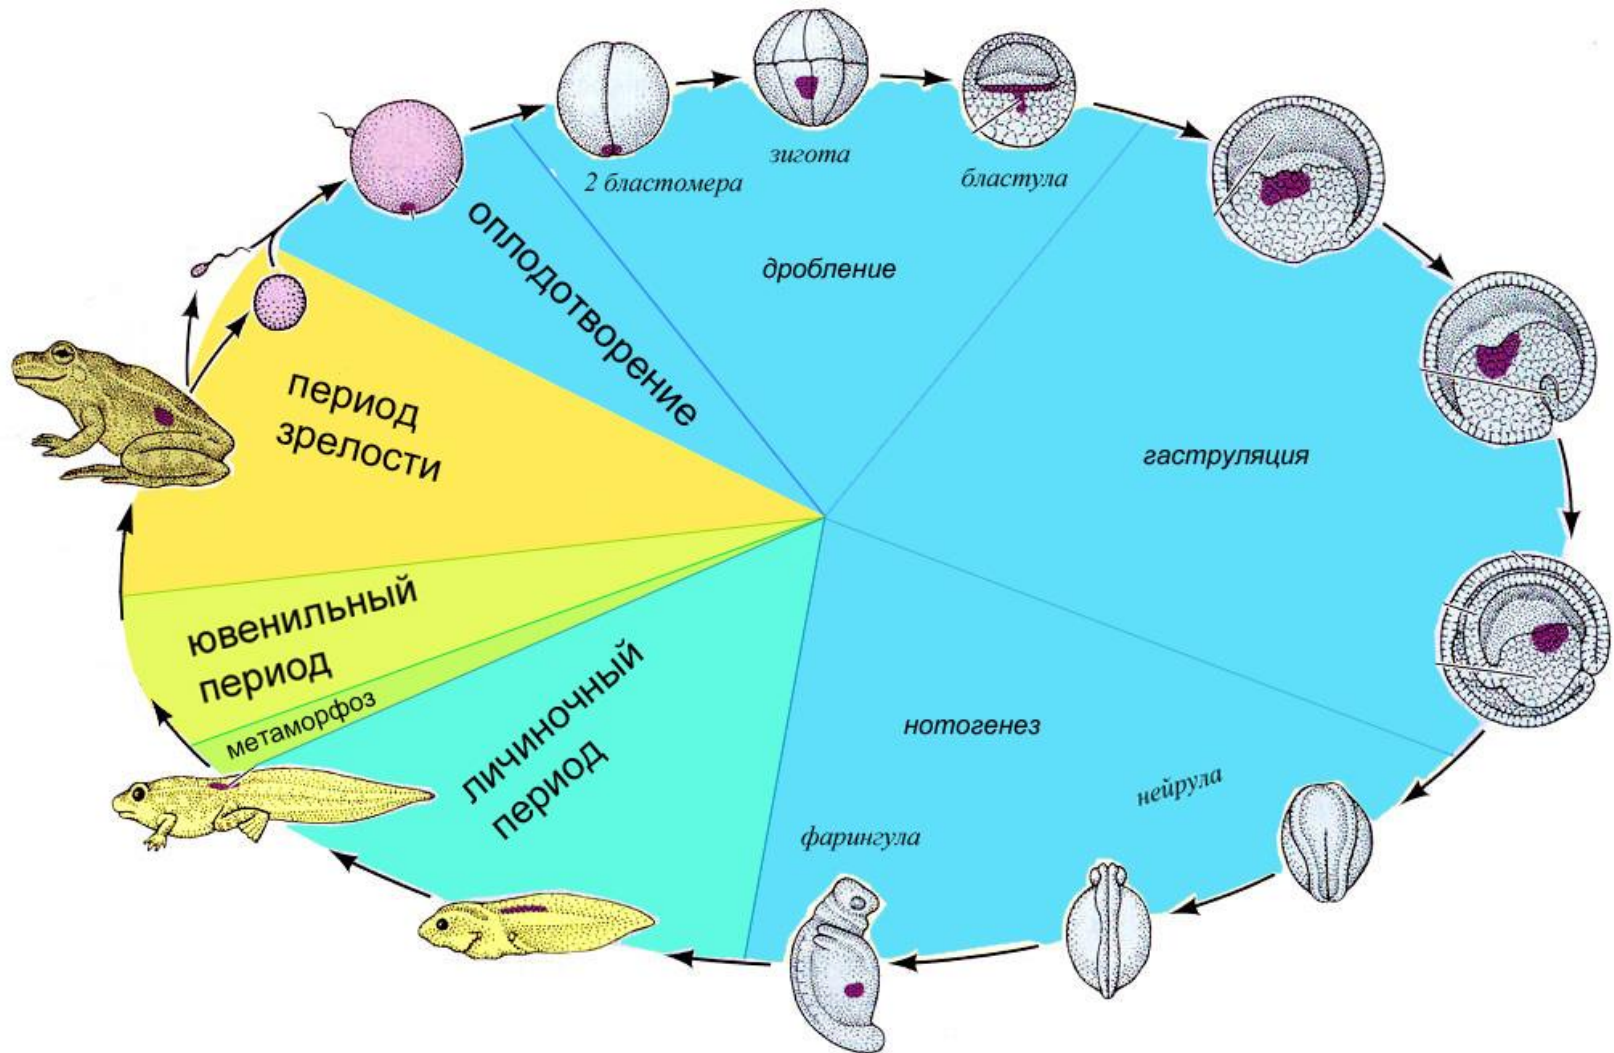 2 бластомера
зигота
бластула
оплодотворение
дробление
гаструляция
период
зрелости
ювенильный
период
метаморфоз
личиночный
период
нотогенез
нейрула
фарингула